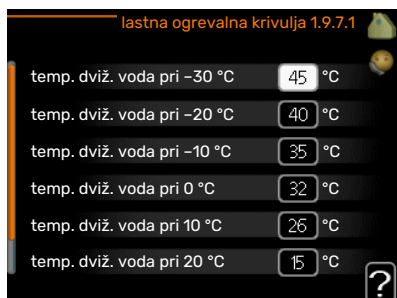 lastna ogrevalna krivulja 1.9.7.1
temp. dviž. voda pri –30 °C 45 °C
temp. dviž. voda pri –20 °C 40 °C
temp. dviž. voda pri –10 °C 35 °C
temp. dviž. voda pri 0 °C 32 °C
temp. dviž. voda pri 10 °C 26 °C
temp. dviž. voda pri 20 °C 15 °C
?